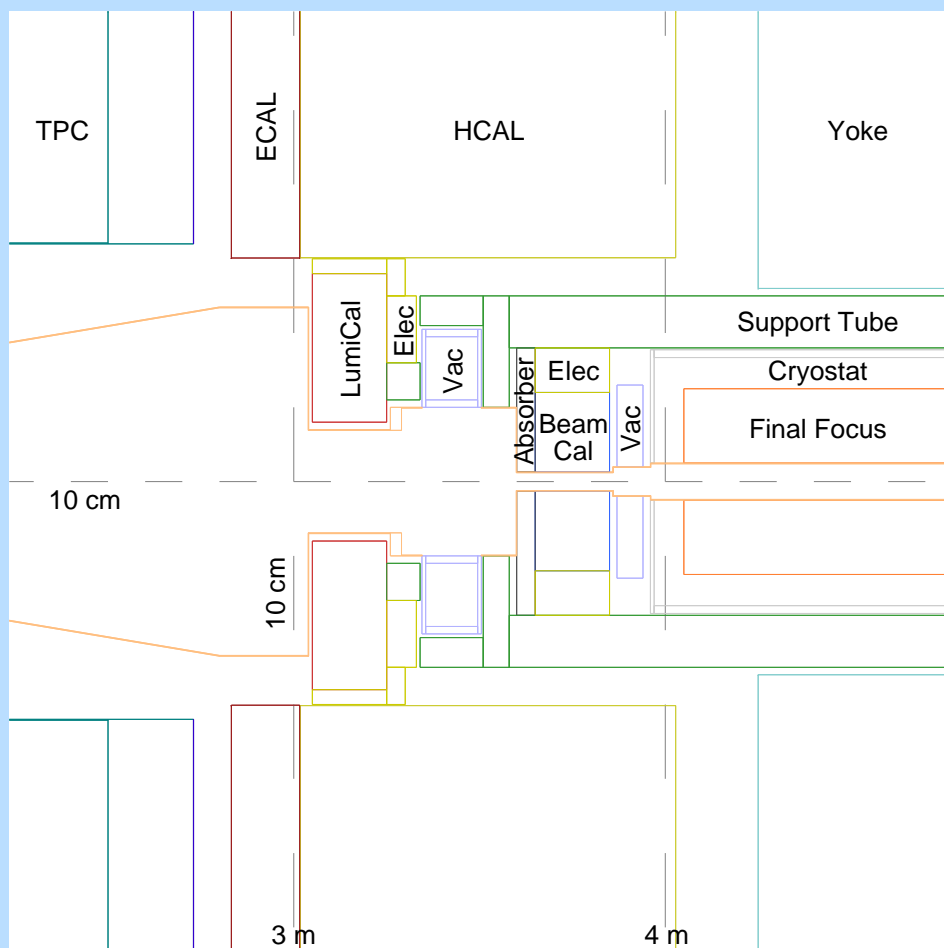 TPC
ECAL
HCAL
Yoke
LumiCal
Elec
Vac
Support Tube
Absorber
Elec
Cryostat
Beam
Cal
Vac
Final Focus
10 cm
10 cm
3 m
4 m